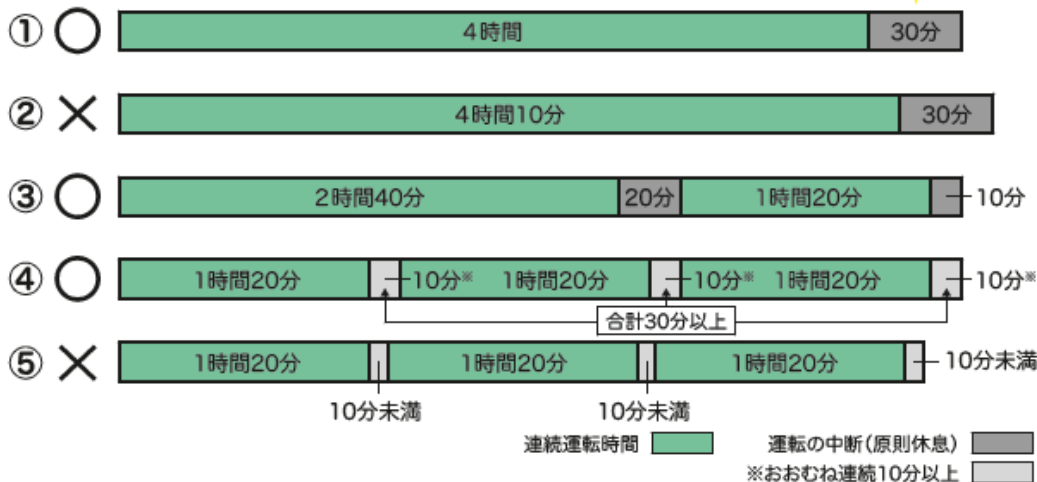 ① ○ 4時間 30分
② × 4時間10分 30分
③ ○ 2時間40分 20分 1時間20分 10分
④ ○ 1時間20分 10分※ 1時間20分 10分※ 1時間20分 10分※
合計30分以上
⑤ × 1時間20分 1時間20分 1時間20分 10分未満
10分未満 10分未満
連続運転時間 運転の中断(原則休息)
※おおむね連続10分以上